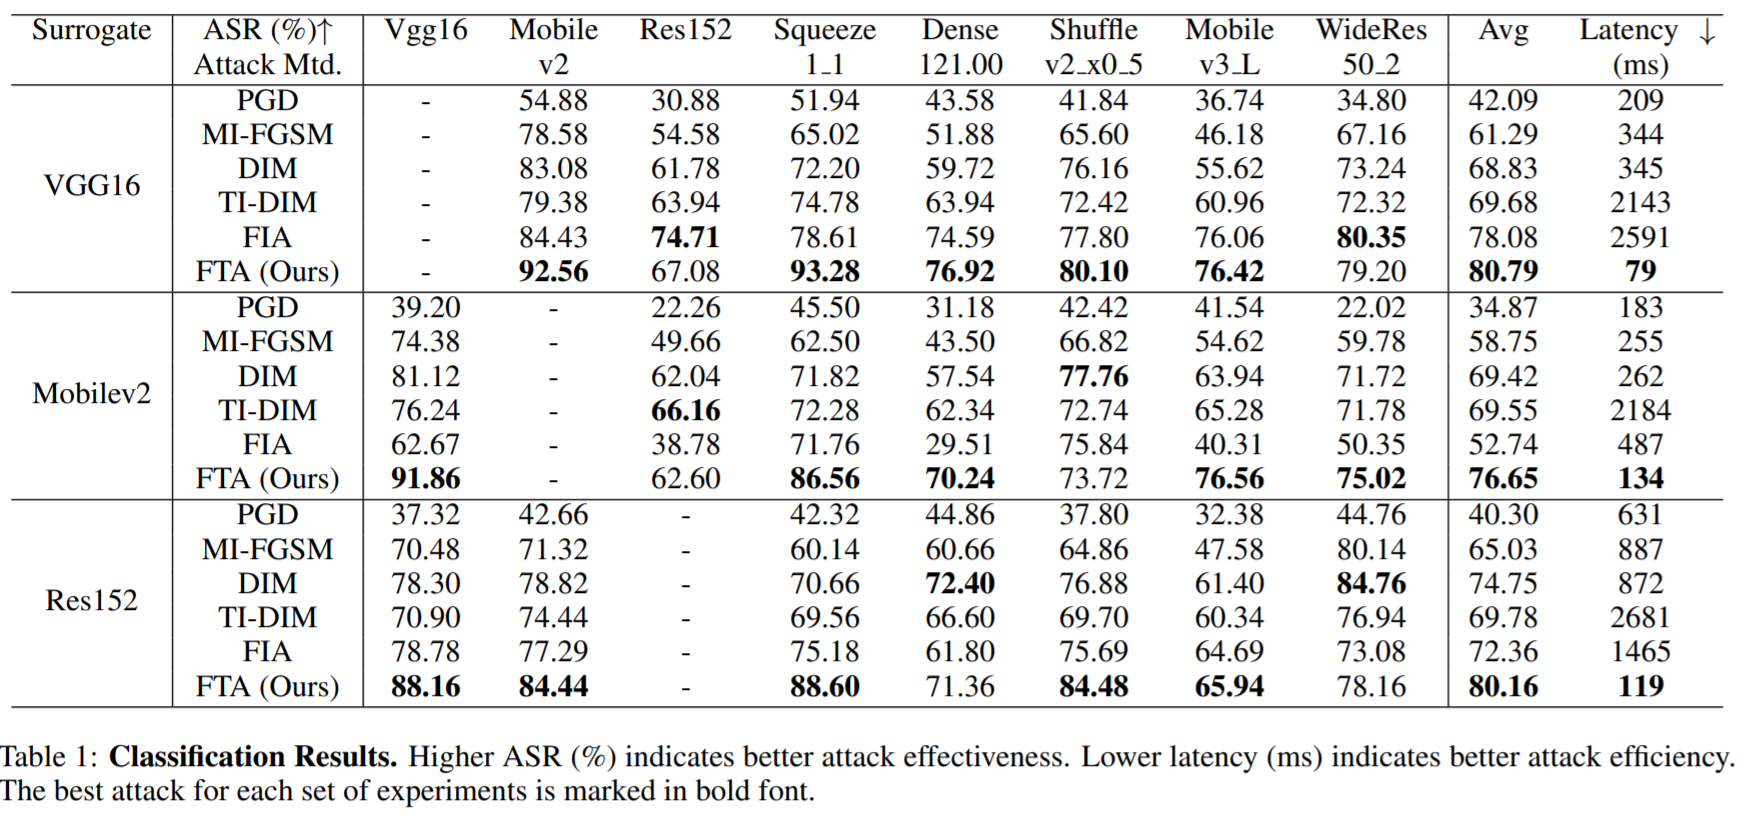 Surrogate ASR (%)↑ Vgg16 Mobile Res152 Squeeze Dense Shuffle Mobile WideRes Avg Latency ↓
Attack Mtd. v2 1_1 121.00 v2_x0_5 v3_L 50_2 (ms)
PGD - 54.88 30.88 51.94 43.58 41.84 36.74 34.80 42.09 209
MI-FGSM - 78.58 54.58 65.02 51.88 65.60 46.18 67.16 61.29 344
DIM - 83.08 61.78 72.20 59.72 76.16 55.62 73.24 68.83 345
VGG16
TI-DIM - 79.38 63.94 74.78 63.94 72.42 60.96 72.32 69.68 2143
FIA - 84.43 74.71 78.61 74.59 77.80 76.06 80.35 78.08 2591
FTA (Ours) - 92.56 67.08 93.28 76.92 80.10 76.42 79.20 80.79 79
PGD 39.20 - 22.26 45.50 31.18 42.42 41.54 22.02 34.87 183
MI-FGSM 74.38 - 49.66 62.50 43.50 66.82 54.62 59.78 58.75 255
DIM 81.12 - 62.04 71.82 57.54 77.76 63.94 71.72 69.42 262
Mobilev2
TI-DIM 76.24 - 66.16 72.28 62.34 72.74 65.28 71.78 69.55 2184
FIA 62.67 - 38.78 71.76 29.51 75.84 40.31 50.35 52.74 487
FTA (Ours) 91.86 - 62.60 86.56 70.24 73.72 76.56 75.02 76.65 134
PGD 37.32 42.66 - 42.32 44.86 37.80 32.38 44.76 40.30 631
MI-FGSM 70.48 71.32 - 60.14 60.66 64.86 47.58 80.14 65.03 887
DIM 78.30 78.82 - 70.66 72.40 76.88 61.40 84.76 74.75 872
Res152
TI-DIM 70.90 74.44 - 69.56 66.60 69.70 60.34 76.94 69.78 2681
FIA 78.78 77.29 - 75.18 61.80 75.69 64.69 73.08 72.36 1465
FTA (Ours) 88.16 84.44 - 88.60 71.36 84.48 65.94 78.16 80.16 119
Table 1: Classification Results. Higher ASR (%) indicates better attack effectiveness. Lower latency (ms) indicates better attack efficiency.
The best attack for each set of experiments is marked in bold font.